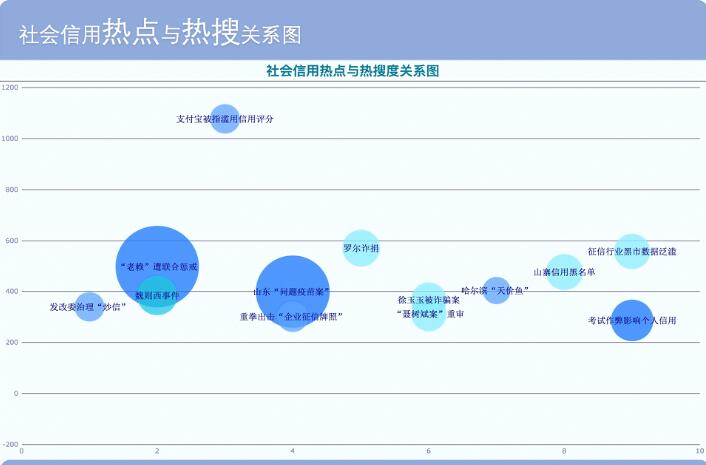 社会信用热点与热搜关系图
社会信用热点与热搜度关系图
1200
支付宝被指滥用信用评分
1000
800
600
罗尔诈捐
征信行业黑市数据泛滥
“老赖”遭联合惩戒
山寨信用黑名单
400
魏则西事件
山东“问题疫苗案”
哈尔滨“天价鱼”
徐玉玉被诈骗案
发改委治理“炒信”
重拳出击“企业征信牌照”
“聂树斌案”重审
考试作弊影响个人信用
200
0
-200
0 2 4 6 8 10